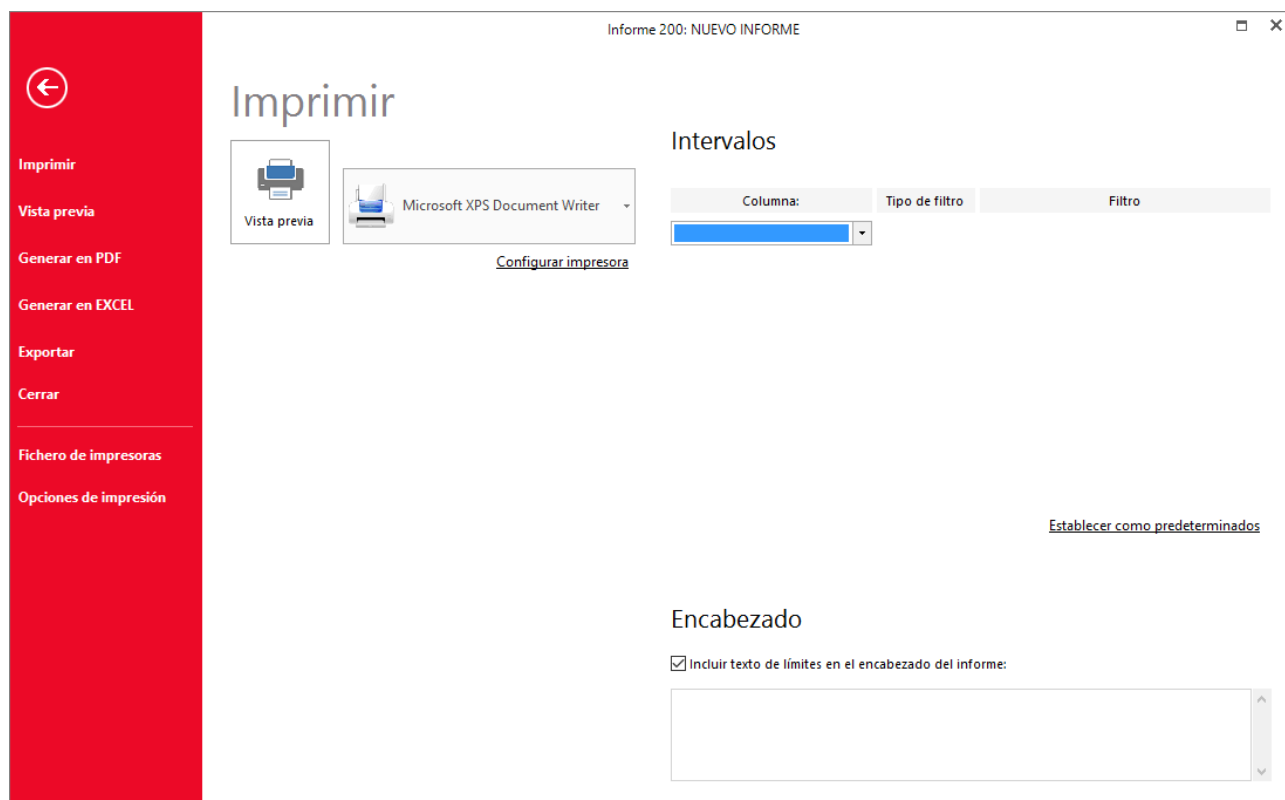 Informe 200: NUEVO INFORME
Imprimir
Vista previa
Generar en PDF
Generar en EXCEL
Exportar
Cerrar
Fichero de impresoras
Opciones de impresión
Imprimir
Vista previa
Microsoft XPS Document Writer
Configurar impresora
Intervalos
Columna: Tipo de filtro Filtro
Establecer como predeterminados
Encabezado
Incluir texto de límites en el encabezado del informe: